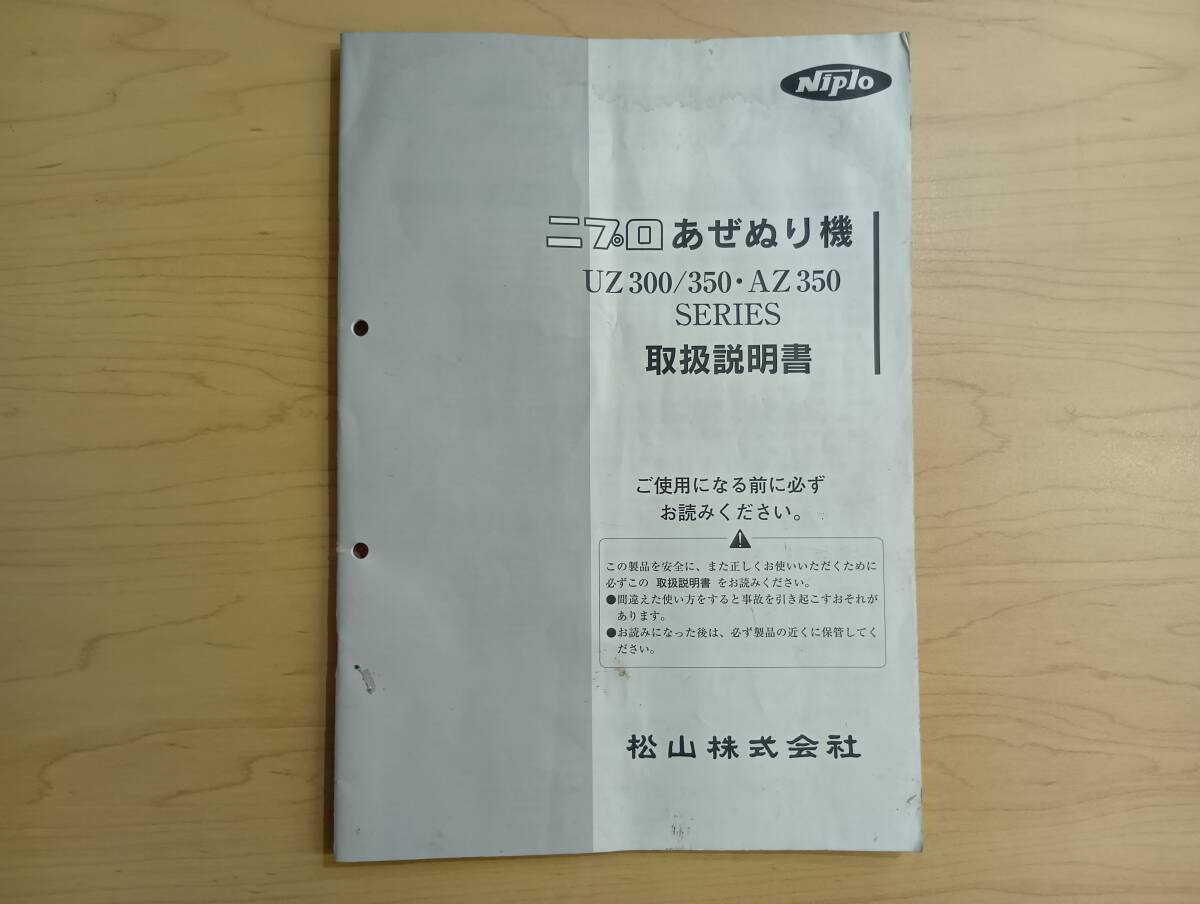 Niplo
ニプロ あぜぬり機
UZ300/350・AZ350
SERIES
取扱説明書
ご使用になる前に必ず
お読みください。
この製品を安全に、また正しくお使いいただくために
必ずこの 取扱説明書 をお読みください。
●間違えた使い方をすると事故を引き起こすおそれが
あります。
●お読みになった後は、必ず製品の近くに保管してく
ださい。
松山株式会社